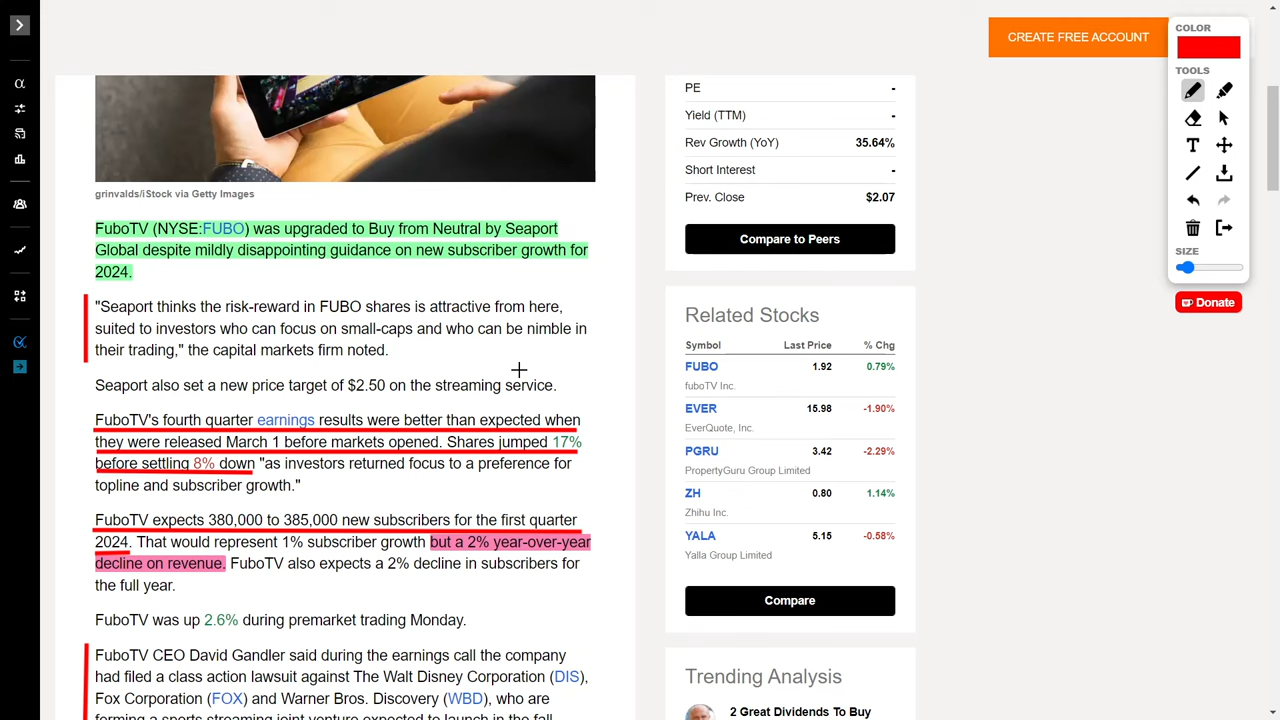 CREATE FREE ACCOUNT
COLOR
TOOLS
SIZE
Donate
grinvalds/iStock via Getty Images
FuboTV (NYSE:FUBO) was upgraded to Buy from Neutral by Seaport
Global despite mildly disappointing guidance on new subscriber growth for
2024.
"Seaport thinks the risk-reward in FUBO shares is attractive from here,
suited to investors who can focus on small-caps and who can be nimble in
their trading," the capital markets firm noted.
Seaport also set a new price target of $2.50 on the streaming service.
FuboTV's fourth quarter earnings results were better than expected when
they were released March 1 before markets opened. Shares jumped 17%
before settling 8% down "as investors returned focus to a preference for
topline and subscriber growth."
FuboTV expects 380,000 to 385,000 new subscribers for the first quarter
2024. That would represent 1% subscriber growth but a 2% year-over-year
decline on revenue. FuboTV also expects a 2% decline in subscribers for
the full year.
FuboTV was up 2.6% during premarket trading Monday.
FuboTV CEO David Gandler said during the earnings call the company
had filed a class action lawsuit against The Walt Disney Corporation (DIS),
Fox Corporation (FOX) and Warner Bros. Discovery (WBD), who are
forming a sports streaming joint venture expected to launch in the fall
PE -
Yield (TTM) -
Rev Growth (YoY) 35.64%
Short Interest -
Prev. Close $2.07
Compare to Peers
Related Stocks
Symbol Last Price % Chg
FUBO 1.92 0.79%
fuboTV Inc.
EVER 15.98 -1.90%
EverQuote, Inc.
PGRU 3.42 -2.29%
PropertyGuru Group Limited
ZH 0.80 1.14%
Zhihu Inc.
YALA 5.15 -0.58%
Yalla Group Limited
Compare
Trending Analysis
2 Great Dividends To Buy